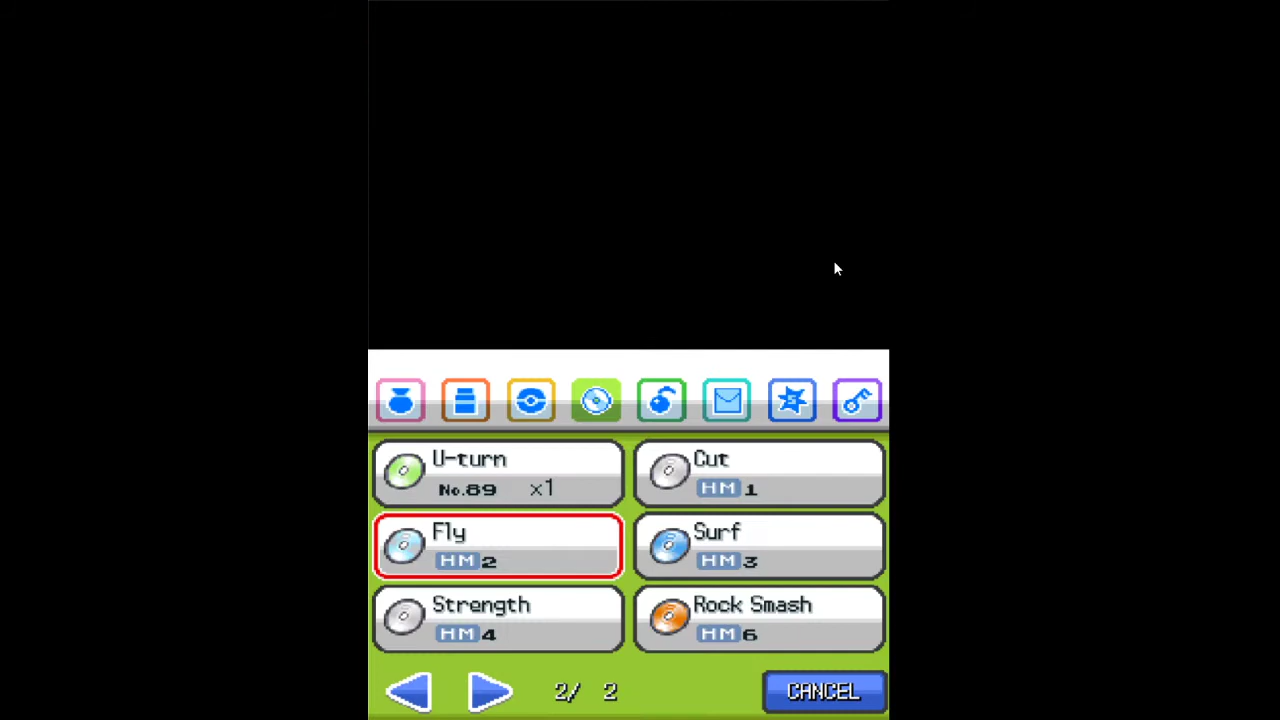 U-turn
No.89 x1
Cut
HM 1
Fly
HM 2
Surf
HM 3
Strength
HM 4
Rock Smash
HM 6
2/ 2
CANCEL